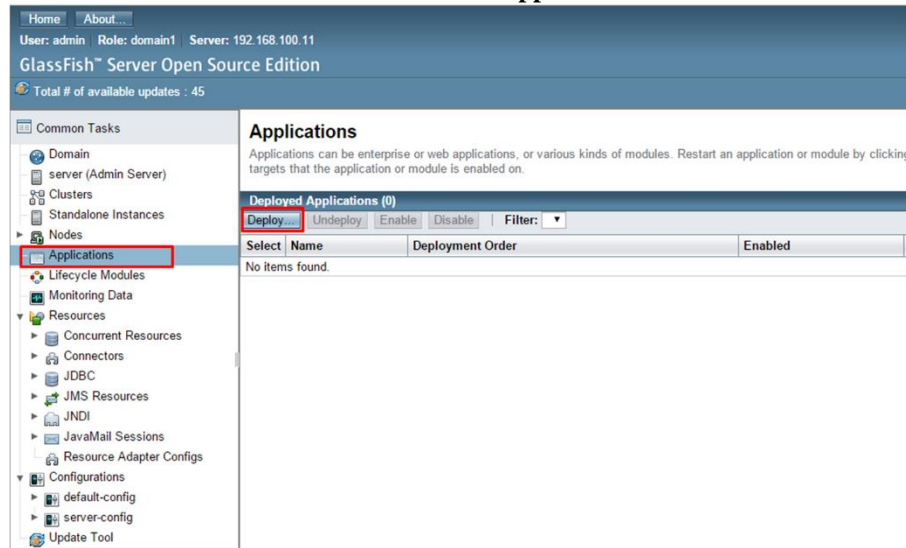 Home About...
User: admin Role: domain1 Server: 192.168.100.11
GlassFish™ Server Open Source Edition
Total # of available updates : 45
Common Tasks
Domain
server (Admin Server)
Clusters
Standalone Instances
Nodes
Applications
Lifecycle Modules
Monitoring Data
Resources
Concurrent Resources
Connectors
JDBC
JMS Resources
JNDI
JavaMail Sessions
Resource Adapter Configs
Configurations
default-config
server-config
Update Tool
Applications
Applications can be enterprise or web applications, or various kinds of modules. Restart an application or module by clicking
targets that the application or module is enabled on.
Deployed Applications (0)
Deploy... Undeploy Enable Disable | Filter:
Select Name Deployment Order Enabled
No items found.